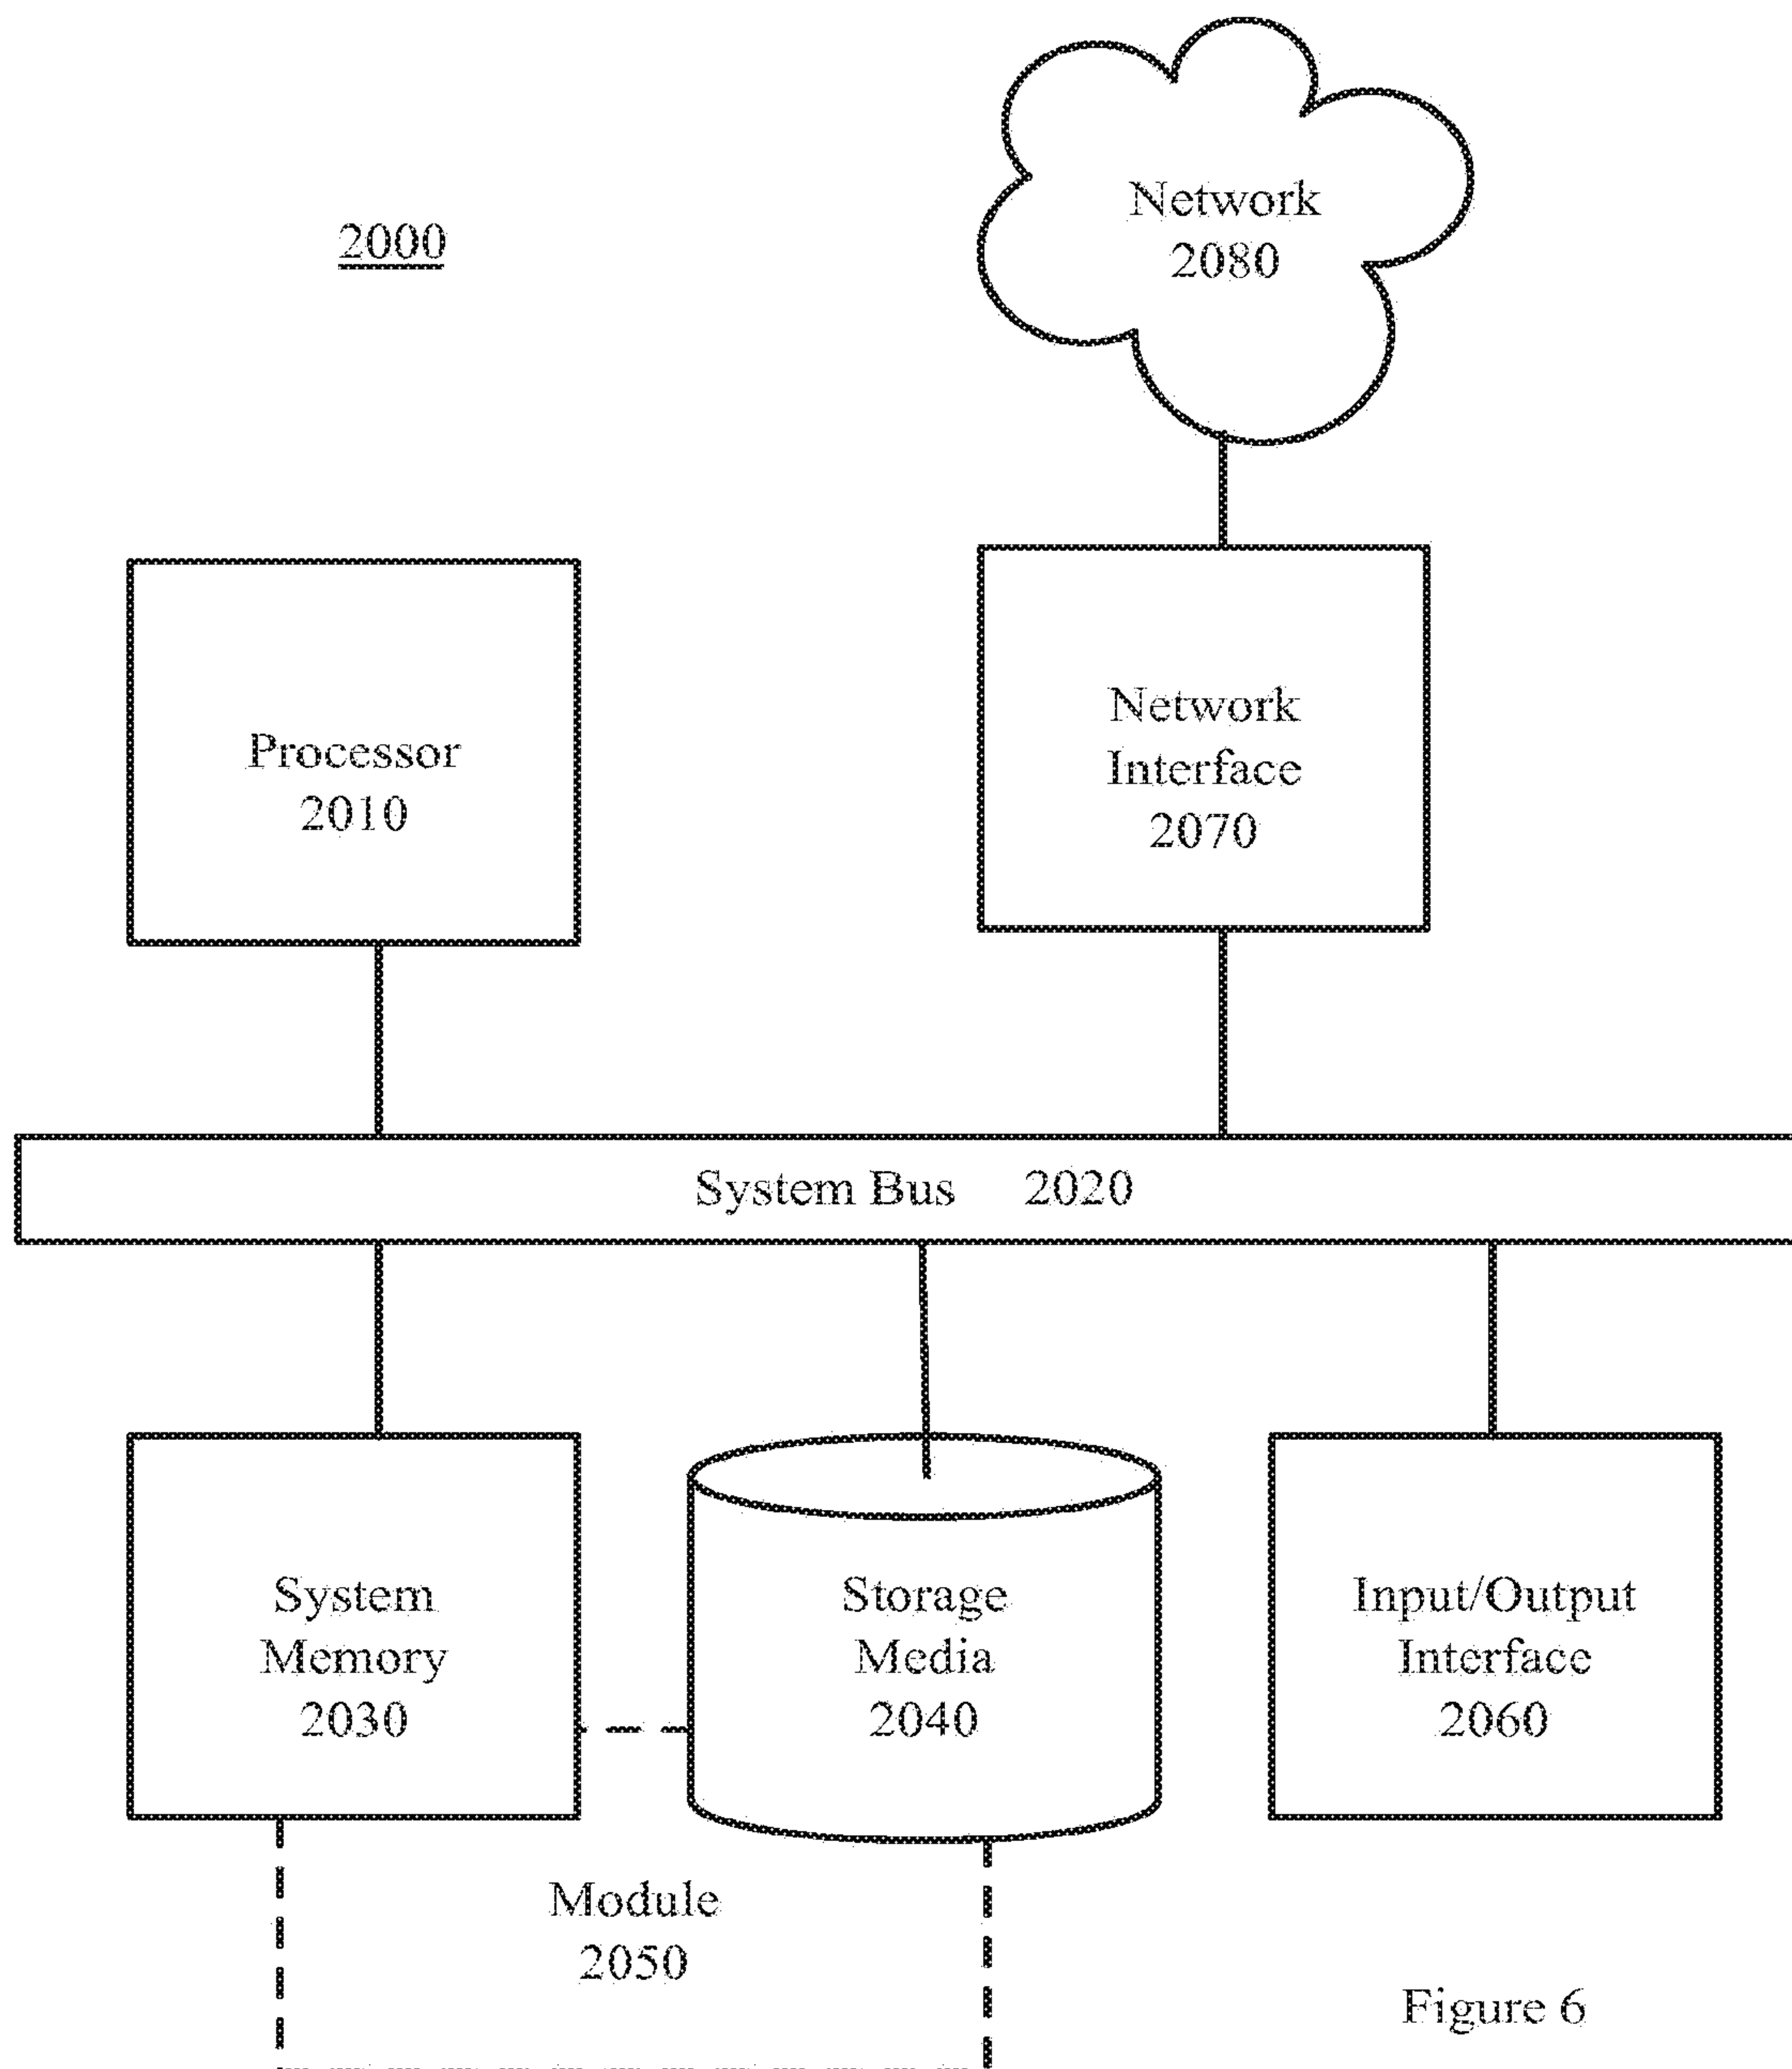 2000
Network
2080
Processor
2010
Network
Interface
2070
System Bus 2020
System
Memory
2030
Storage
Media
2040
Input/Output
Interface
2060
Module
2050
Figure 6